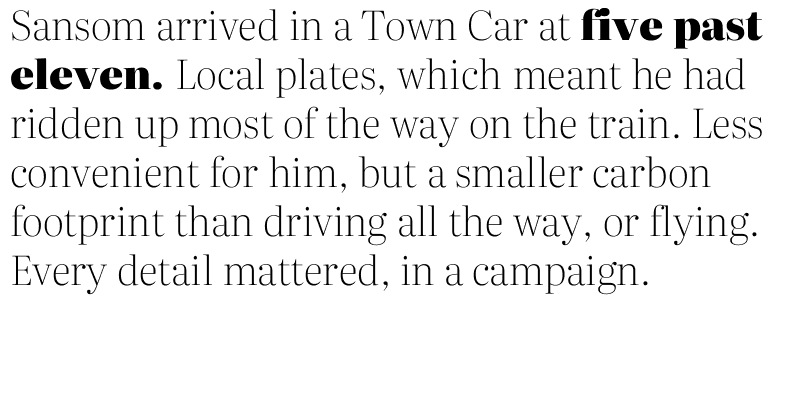 Sansom arrived in a Town Car at five past
eleven. Local plates, which meant he had
ridden up most of the way on the train. Less
convenient for him, but a smaller carbon
footprint than driving all the way, or flying.
Every detail mattered, in a campaign.